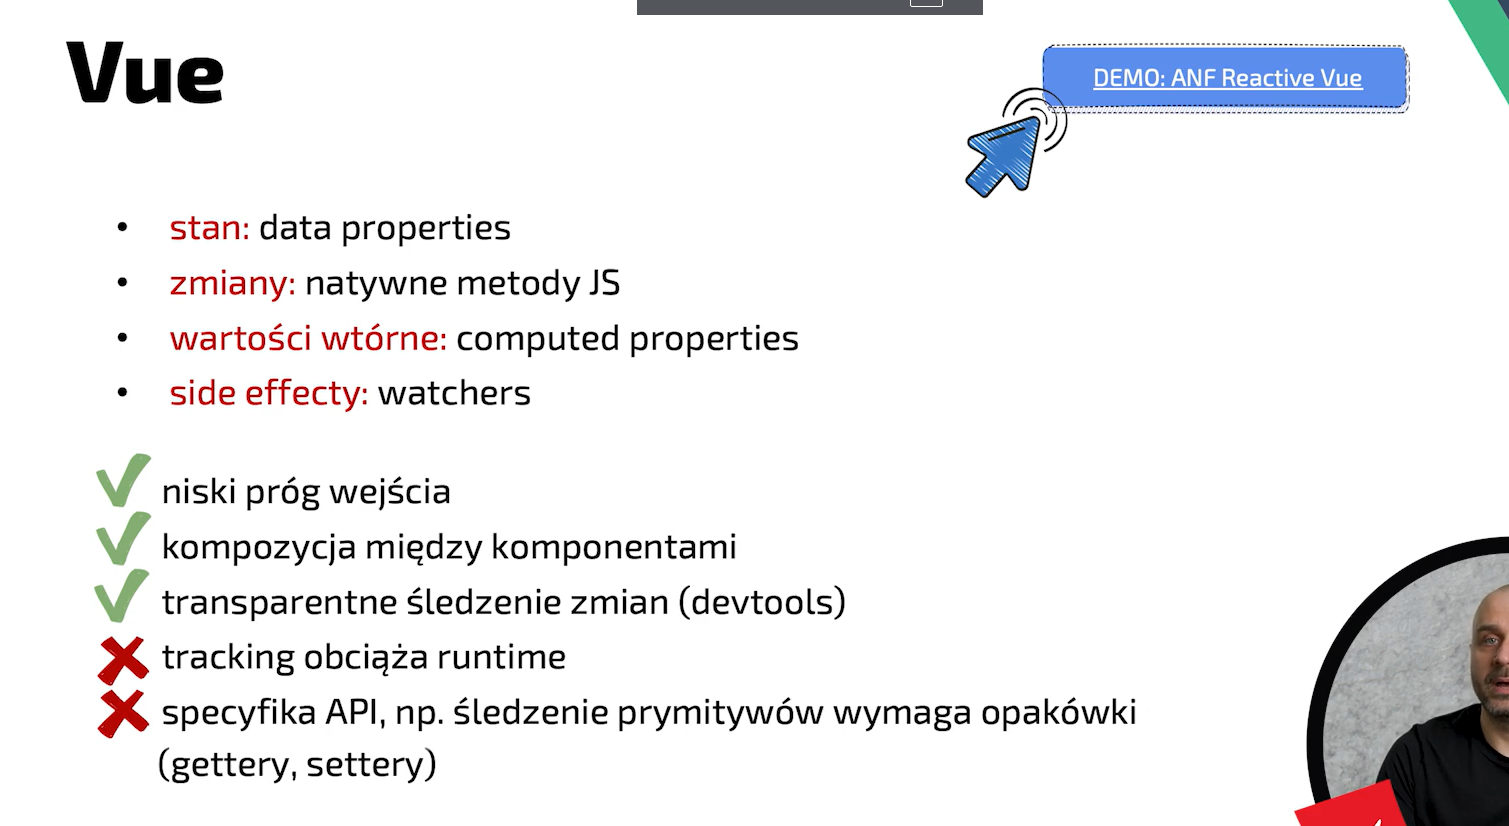 Vue
DEMO: ANF Reactive Vue
• stan: data properties
• zmiany: natywne metody JS
• wartości wtórne: computed properties
• side effecty: watchers
niski próg wejścia
kompozycja między komponentami
transparentne śledzenie zmian (devtools)
tracking obciąża runtime
specyfika API, np. śledzenie prymitywów wymaga opakówki
(gettery, settery)